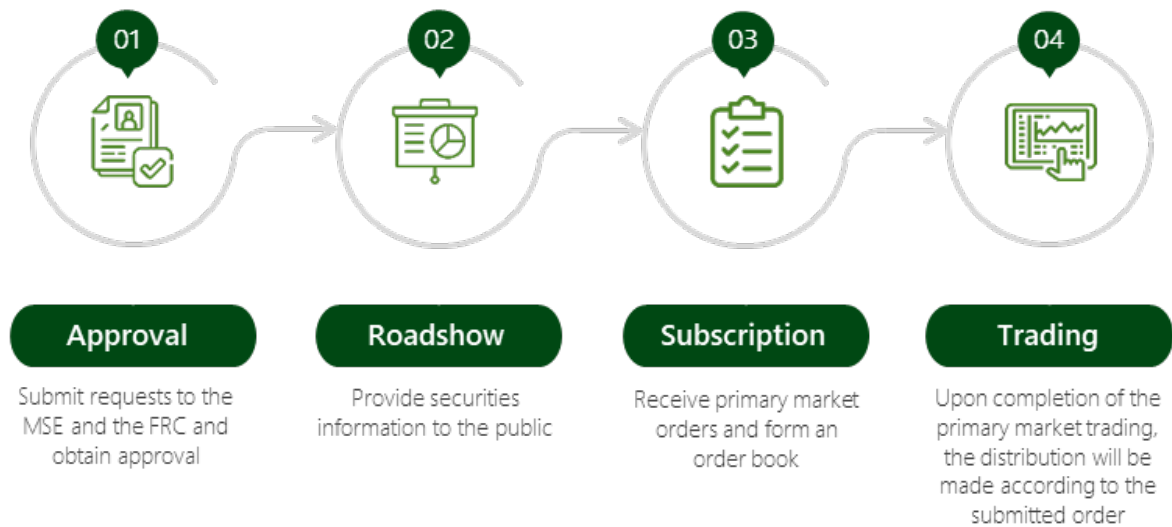 01
02
03
04
Approval
Submit requests to the
MSE and the FRC and
obtain approval
Roadshow
Provide securities
information to the public
Subscription
Receive primary market
orders and form an
order book
Trading
Upon completion of the
primary market trading,
the distribution will be
made according to the
submitted order